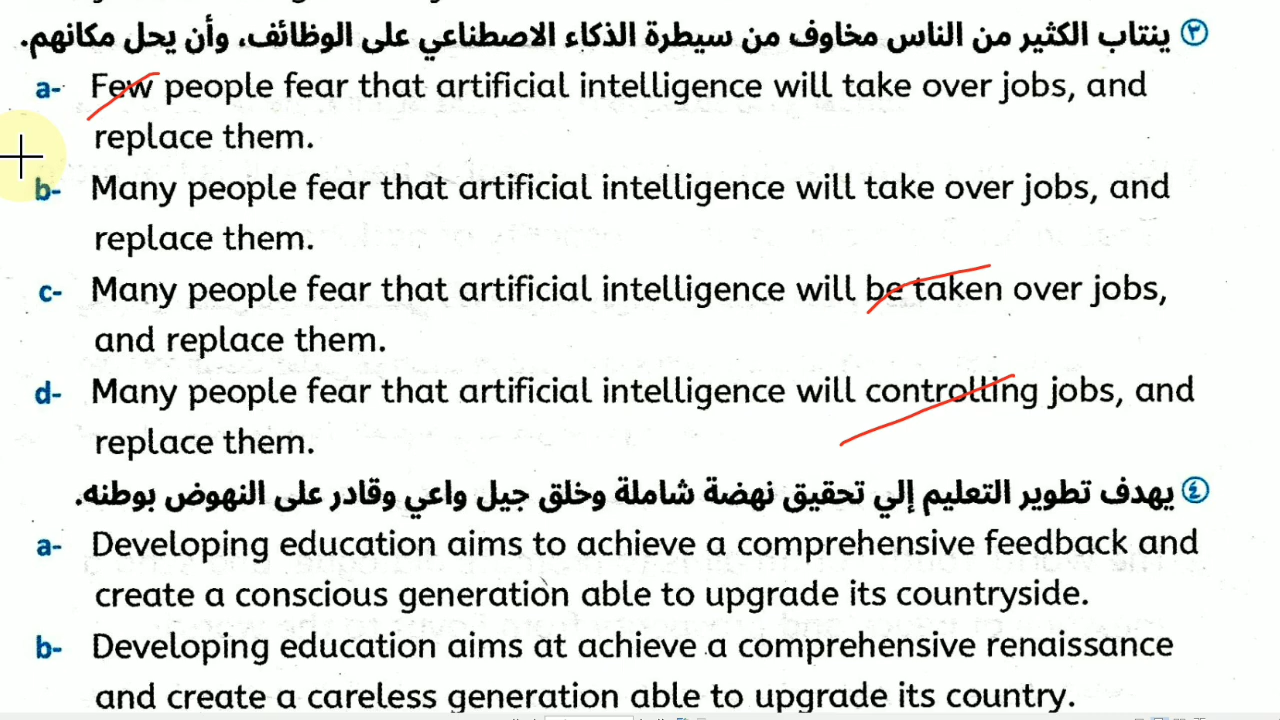 ٣ ينتاب الكثير من الناس مخاوف من سيطرة الذكاء الاصطناعي على الوظائف، وأن يحل مكانهم.
a- Few people fear that artificial intelligence will take over jobs, and
replace them.
b- Many people fear that artificial intelligence will take over jobs, and
replace them.
c- Many people fear that artificial intelligence will be taken over jobs,
and replace them.
d- Many people fear that artificial intelligence will controlling jobs, and
replace them.
٤ يهدف تطوير التعليم إلي تحقيق نهضة شاملة وخلق جيل واعي وقادر على النهوض بوطنه.
a- Developing education aims to achieve a comprehensive feedback and
create a conscious generation able to upgrade its countryside.
b- Developing education aims at achieve a comprehensive renaissance
and create a careless generation able to upgrade its country.